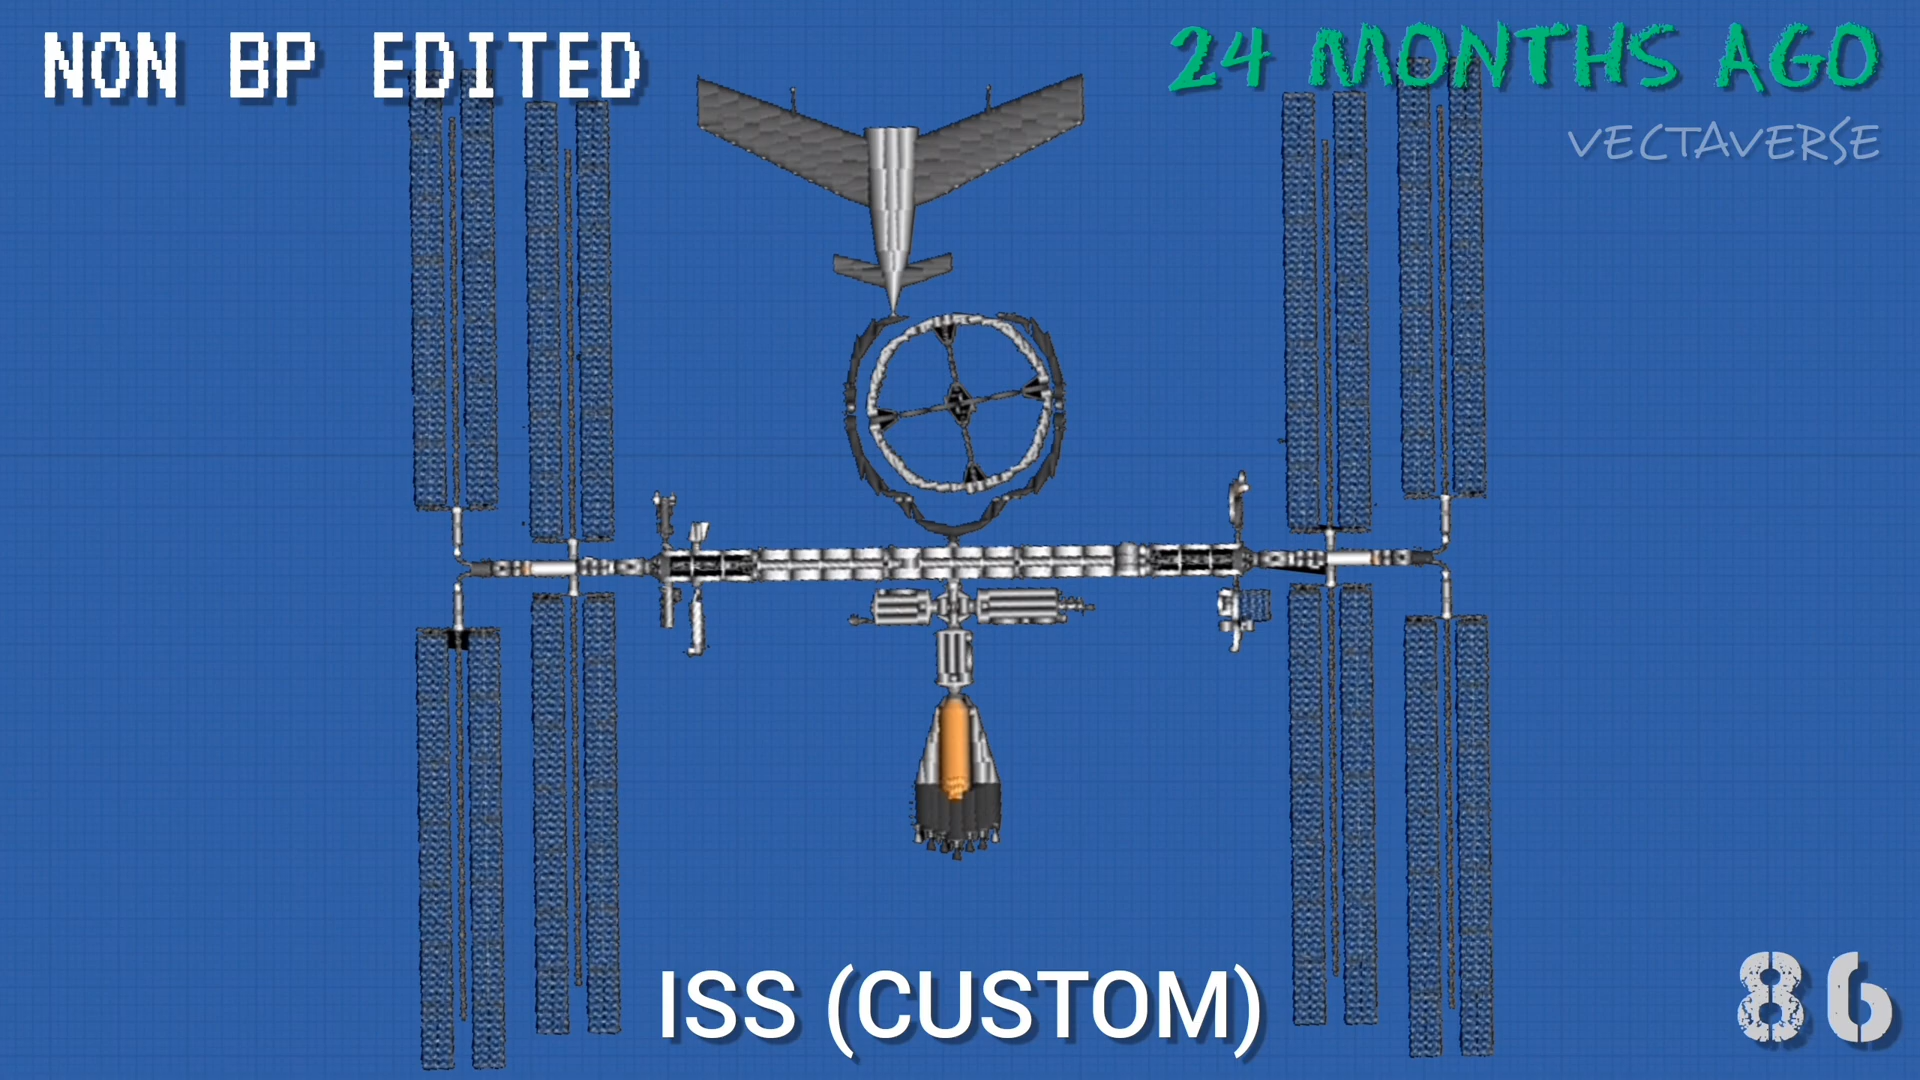 NON BP EDITED
24 MONTHS AGO
VECTAVERSE
ISS (CUSTOM)
86